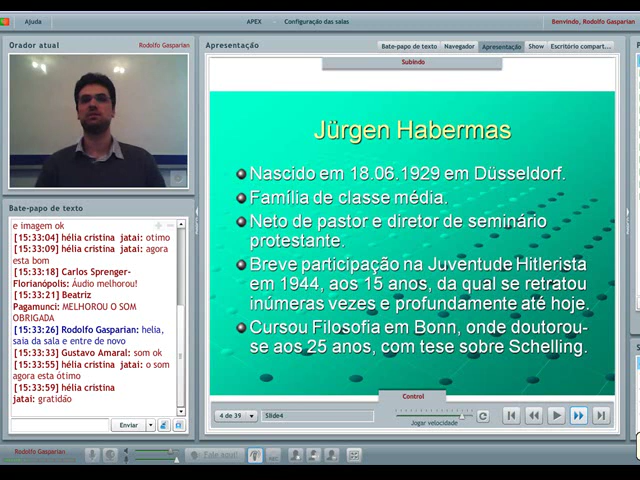 Ajuda
APEX
Configuração das salas
Benvindo, Rodolfo Gasparian
Orador atual
Rodolfo Gasparian
Apresentação
Bate-papo de texto
Navegador
Apresentação
Show
Escritório compart...
Subindo
Jürgen Habermas
Nascido em 18.06.1929 em Düsseldorf.
Família de classe média.
Neto de pastor e diretor de seminário
protestante.
Breve participação na Juventude Hitlerista
em 1944, aos 15 anos, da qual se retratou
inúmeras vezes e profundamente até hoje.
Cursou Filosofia em Bonn, onde doutorou-
se aos 25 anos, com tese sobre Schelling.
Bate-papo de texto
e imagem ok
[15:33:04] hélia cristina jatai: otimo
[15:33:09] hélia cristina jatai: agora
esta bom
[15:33:18] Carlos Sprenger-
Florianópolis: Áudio melhorou!
[15:33:21] Beatriz
Pagamunci: MELHOROU O SOM
OBRIGADA
[15:33:26] Rodolfo Gasparian: helia,
saia da sala e entre de novo
[15:33:33] Gustavo Amaral: som ok
[15:33:55] hélia cristina jatai: o som
agora esta ótimo
[15:33:59] hélia cristina
jatai: gratidão
Enviar
Control
4 de 39
Slide4
Jogar velocidade
Rodolfo Gasparian
Fale aqui!